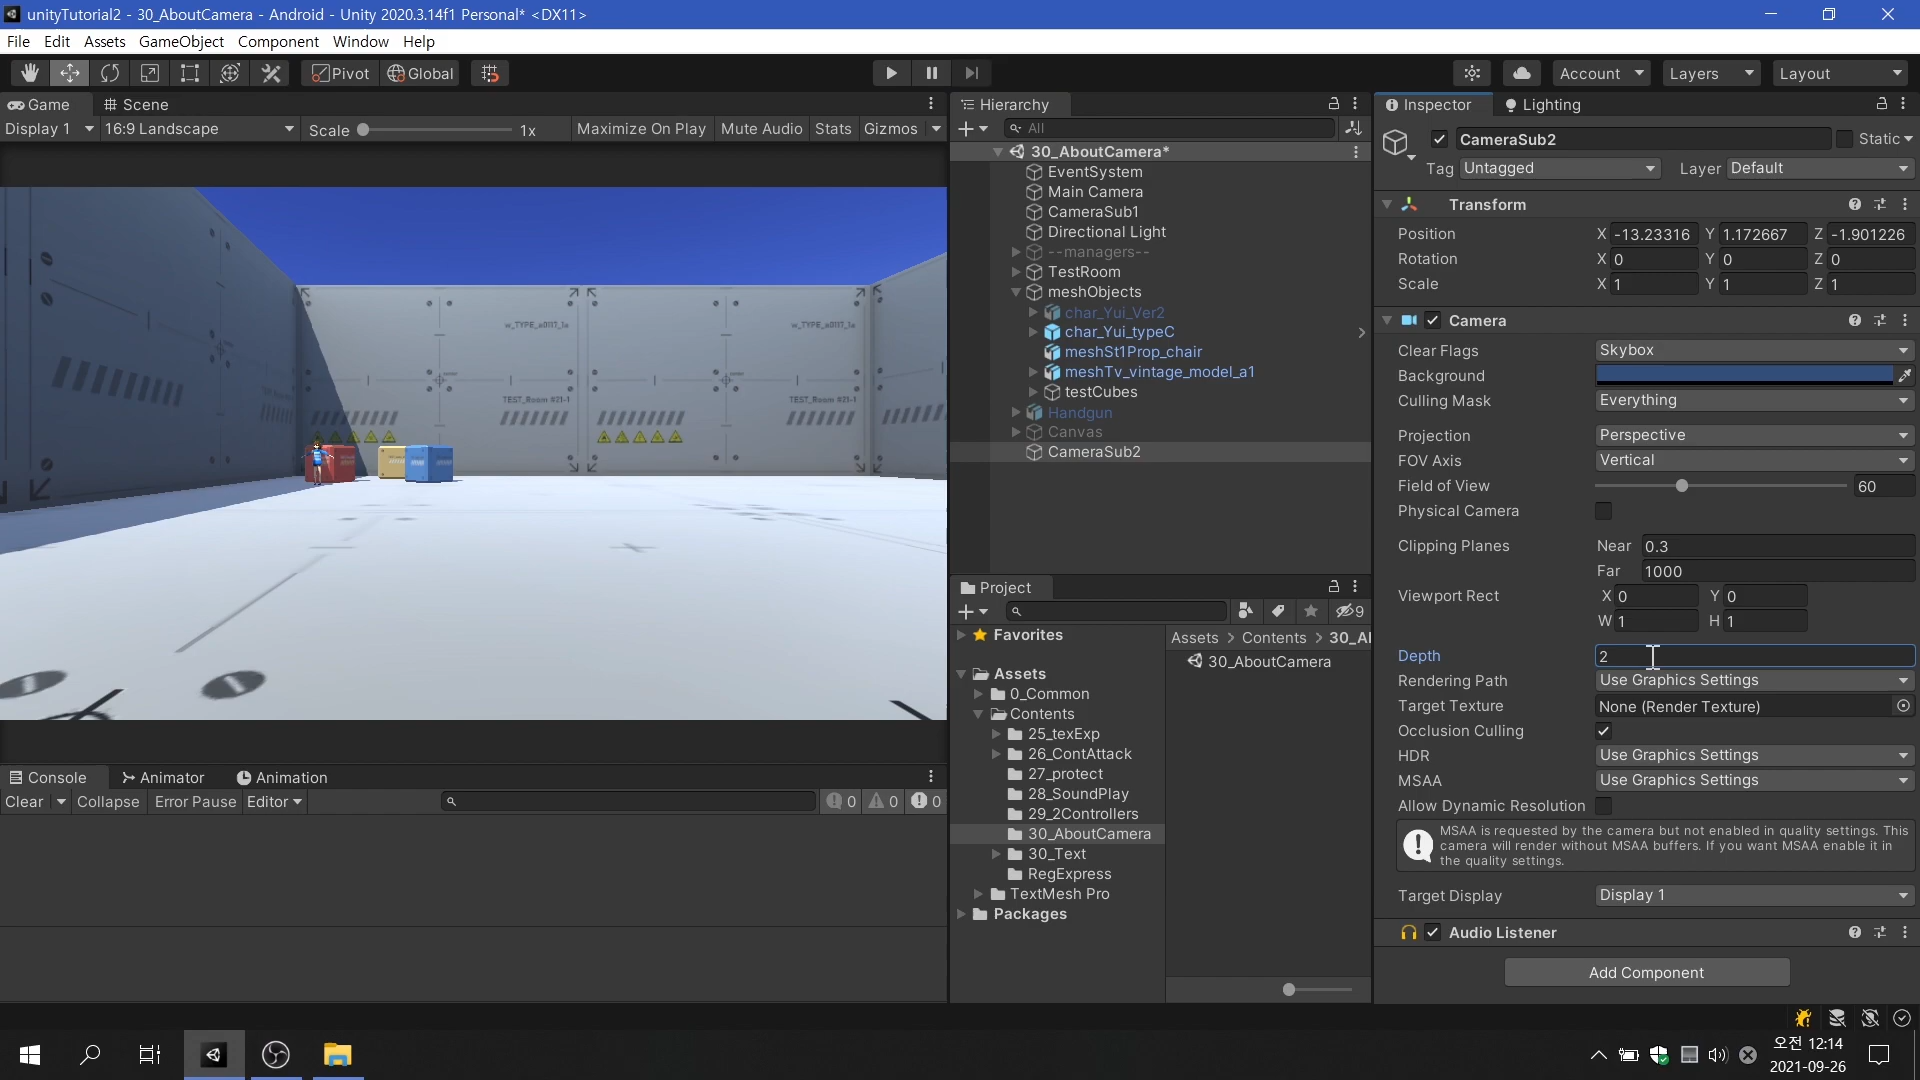 unityTutorial2 - 30_AboutCamera - Android - Unity 2020.3.14f1 Personal* <DX11>
File Edit Assets GameObject Component Window Help
Pivot Global Account Layers Layout
Game Scene
Display 1 16:9 Landscape Scale 1x Maximize On Play Mute Audio Stats Gizmos
w_TYPE_a0117_1a w_TYPE_a0117_1a
TEST_Room #21-1 TEST_Room #21-1
Console Animator Animation
Clear Collapse Error Pause Editor 0 0 0
Hierarchy
All
30_AboutCamera*
EventSystem
Main Camera
CameraSub1
Directional Light
--managers--
TestRoom
meshObjects
char_Yui_Ver2
char_Yui_typeC
meshSt1Prop_chair
meshTv_vintage_model_a1
testCubes
Handgun
Canvas
CameraSub2
Project
9
Favorites
Assets
0_Common
Contents
25_texExp
26_ContAttack
27_protect
28_SoundPlay
29_2Controllers
30_AboutCamera
30_Text
RegExpress
TextMesh Pro
Packages
Assets > Contents > 30_Al
30_AboutCamera
Inspector Lighting
CameraSub2 Static
Tag Untagged Layer Default
Transform
Position X -13.23316 Y 1.172667 Z -1.901226
Rotation X 0 Y 0 Z 0
Scale X 1 Y 1 Z 1
Camera
Clear Flags Skybox
Background
Culling Mask Everything
Projection Perspective
FOV Axis Vertical
Field of View 60
Physical Camera
Clipping Planes Near 0.3
Far 1000
Viewport Rect X 0 Y 0
W 1 H 1
Depth 2
Rendering Path Use Graphics Settings
Target Texture None (Render Texture)
Occlusion Culling
HDR Use Graphics Settings
MSAA Use Graphics Settings
Allow Dynamic Resolution
MSAA is requested by the camera but not enabled in quality settings. This
camera will render without MSAA buffers. If you want MSAA enable it in
the quality settings.
Target Display Display 1
Audio Listener
Add Component
오전 12:14
2021-09-26